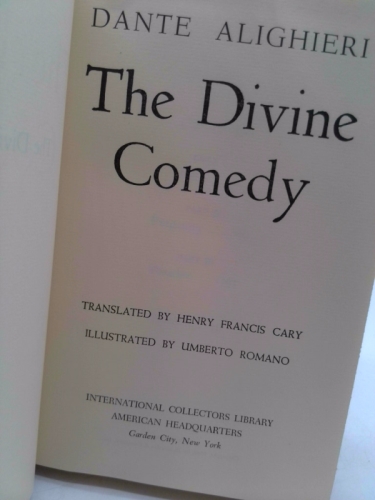 DANTE ALIGHIERI
The Divine
Comedy
TRANSLATED BY HENRY FRANCIS CARY
ILLUSTRATED BY UMBERTO ROMANO
INTERNATIONAL COLLECTORS LIBRARY
AMERICAN HEADQUARTERS
Garden City, New York